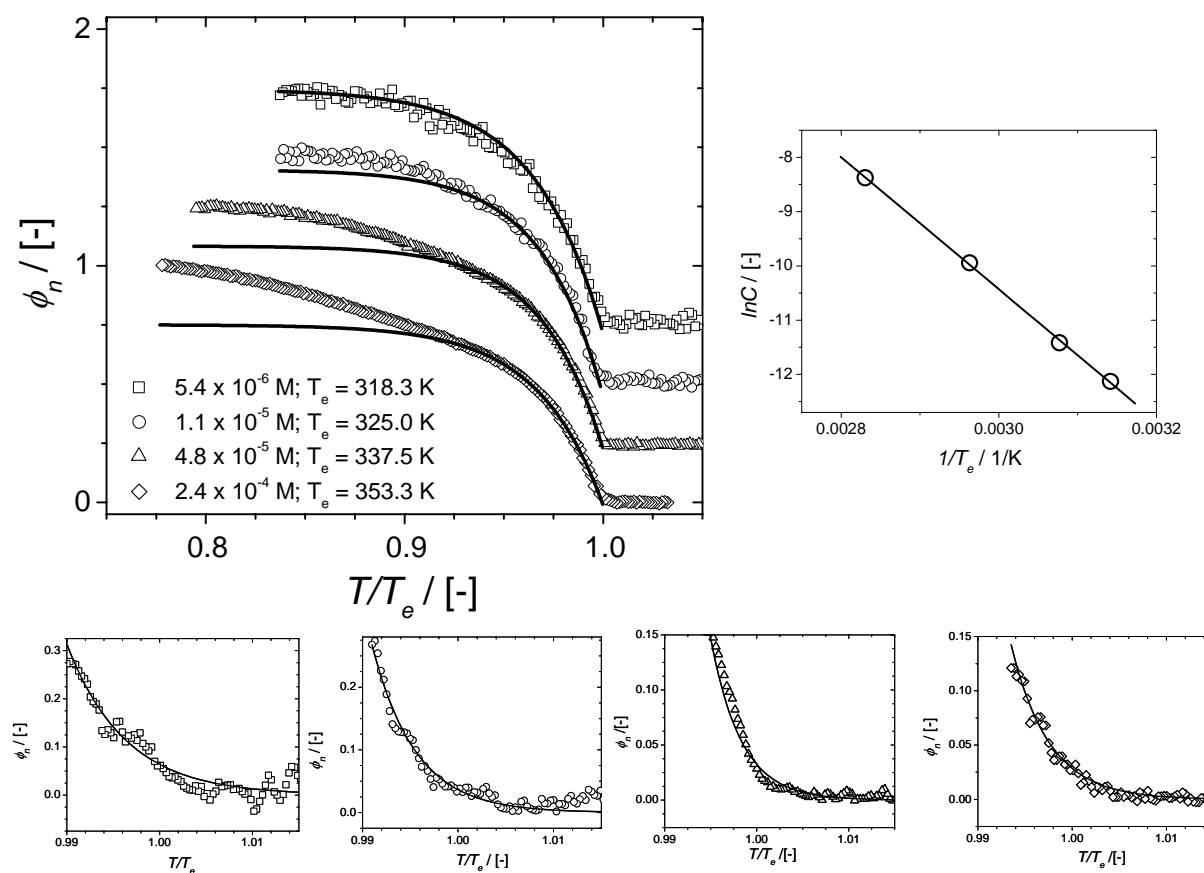 2
1
0
ϕn / [-]
5.4 x 10-6 M; Te = 318.3 K
1.1 x 10-5 M; Te = 325.0 K
4.8 x 10-5 M; Te = 337.5 K
2.4 x 10-4 M; Te = 353.3 K
0.8 0.9 1.0
T/Te / [-]
-8
-9
-10
-11
-12
lnC / [-]
0.0028 0.0030 0.0032
1/Te / 1/K
0.3
0.2
0.1
0.0
ϕn / [-]
0.99 1.00 1.01
T/Te
0.2
0.1
0.0
ϕn / [-]
0.99 1.00 1.01
T/Te / [-]
0.15
0.10
0.05
0.00
ϕn / [-]
0.99 1.00 1.01
T/Te / [-]
0.15
0.10
0.05
0.00
ϕn / [-]
0.99 1.00 1.01
T/Te / [-]